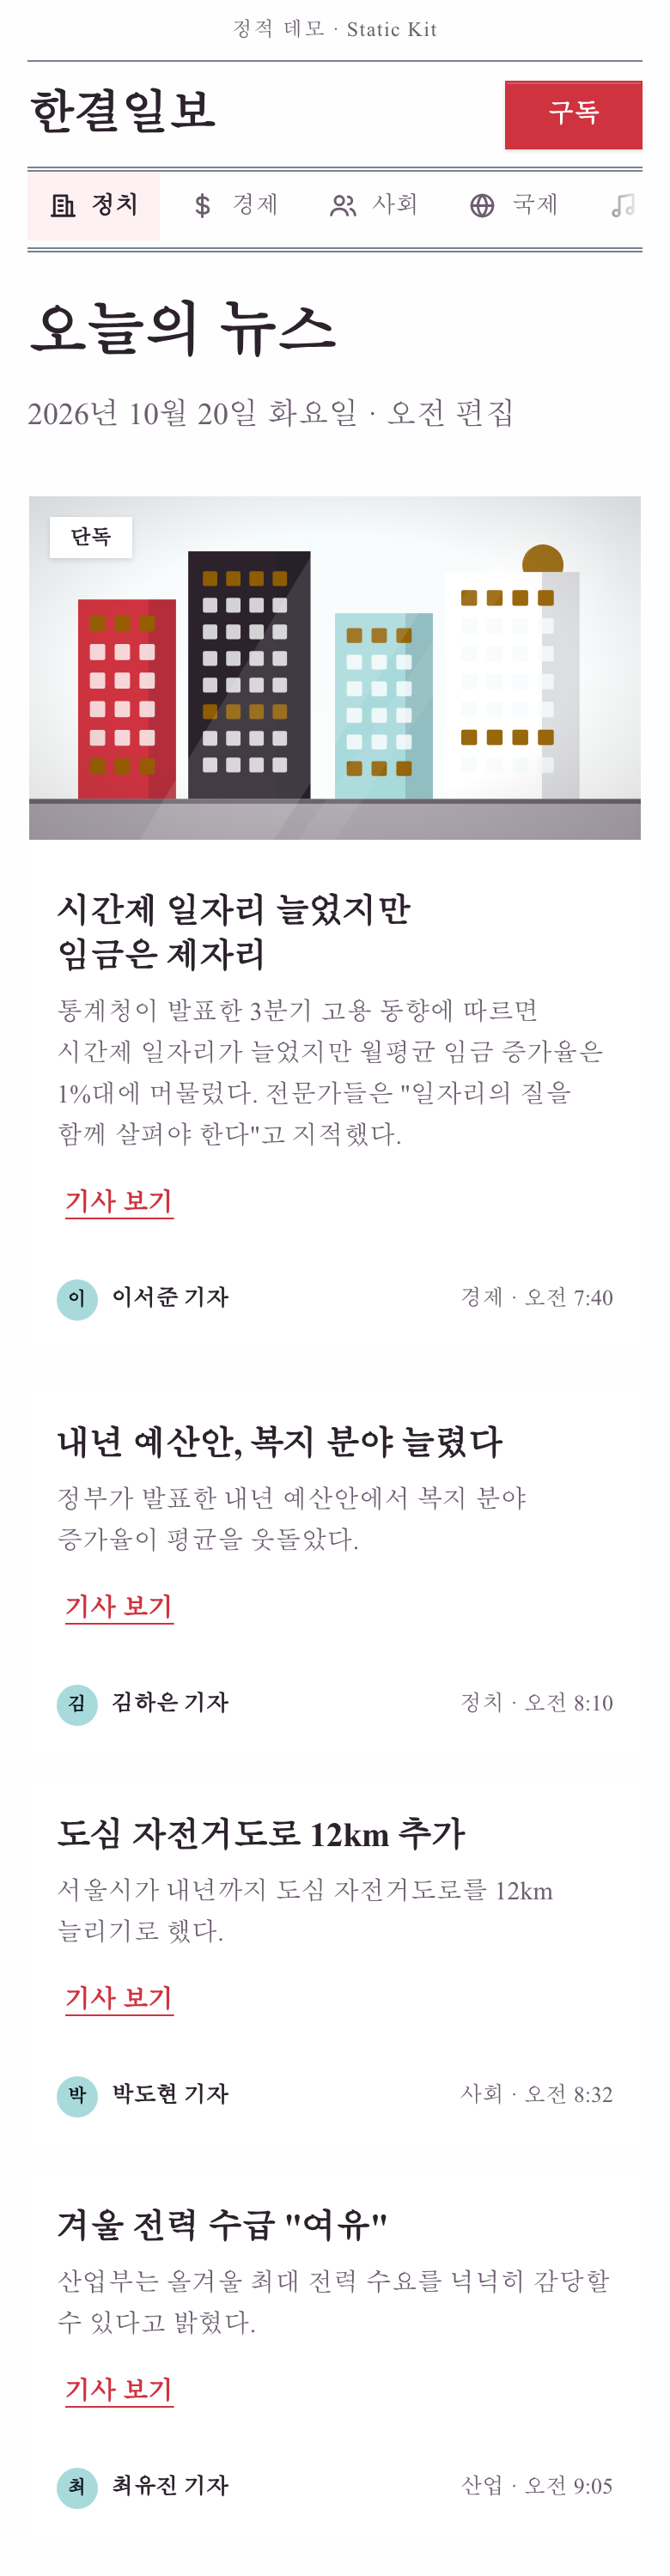 정적 데모 · Static Kit
한결일보
구독
정치
경제
사회
국제
오늘의 뉴스
2026년 10월 20일 화요일 · 오전 편집
단독
시간제 일자리 늘었지만
임금은 제자리
통계청이 발표한 3분기 고용 동향에 따르면
시간제 일자리가 늘었지만 월평균 임금 증가율은
1%대에 머물렀다. 전문가들은 "일자리의 질을
함께 살펴야 한다"고 지적했다.
기사 보기
이
이서준 기자
경제 · 오전 7:40
내년 예산안, 복지 분야 늘렸다
정부가 발표한 내년 예산안에서 복지 분야
증가율이 평균을 웃돌았다.
기사 보기
김
김하은 기자
정치 · 오전 8:10
도심 자전거도로 12km 추가
서울시가 내년까지 도심 자전거도로를 12km
늘리기로 했다.
기사 보기
박
박도현 기자
사회 · 오전 8:32
겨울 전력 수급 "여유"
산업부는 올겨울 최대 전력 수요를 넉넉히 감당할
수 있다고 밝혔다.
기사 보기
최
최유진 기자
산업 · 오전 9:05